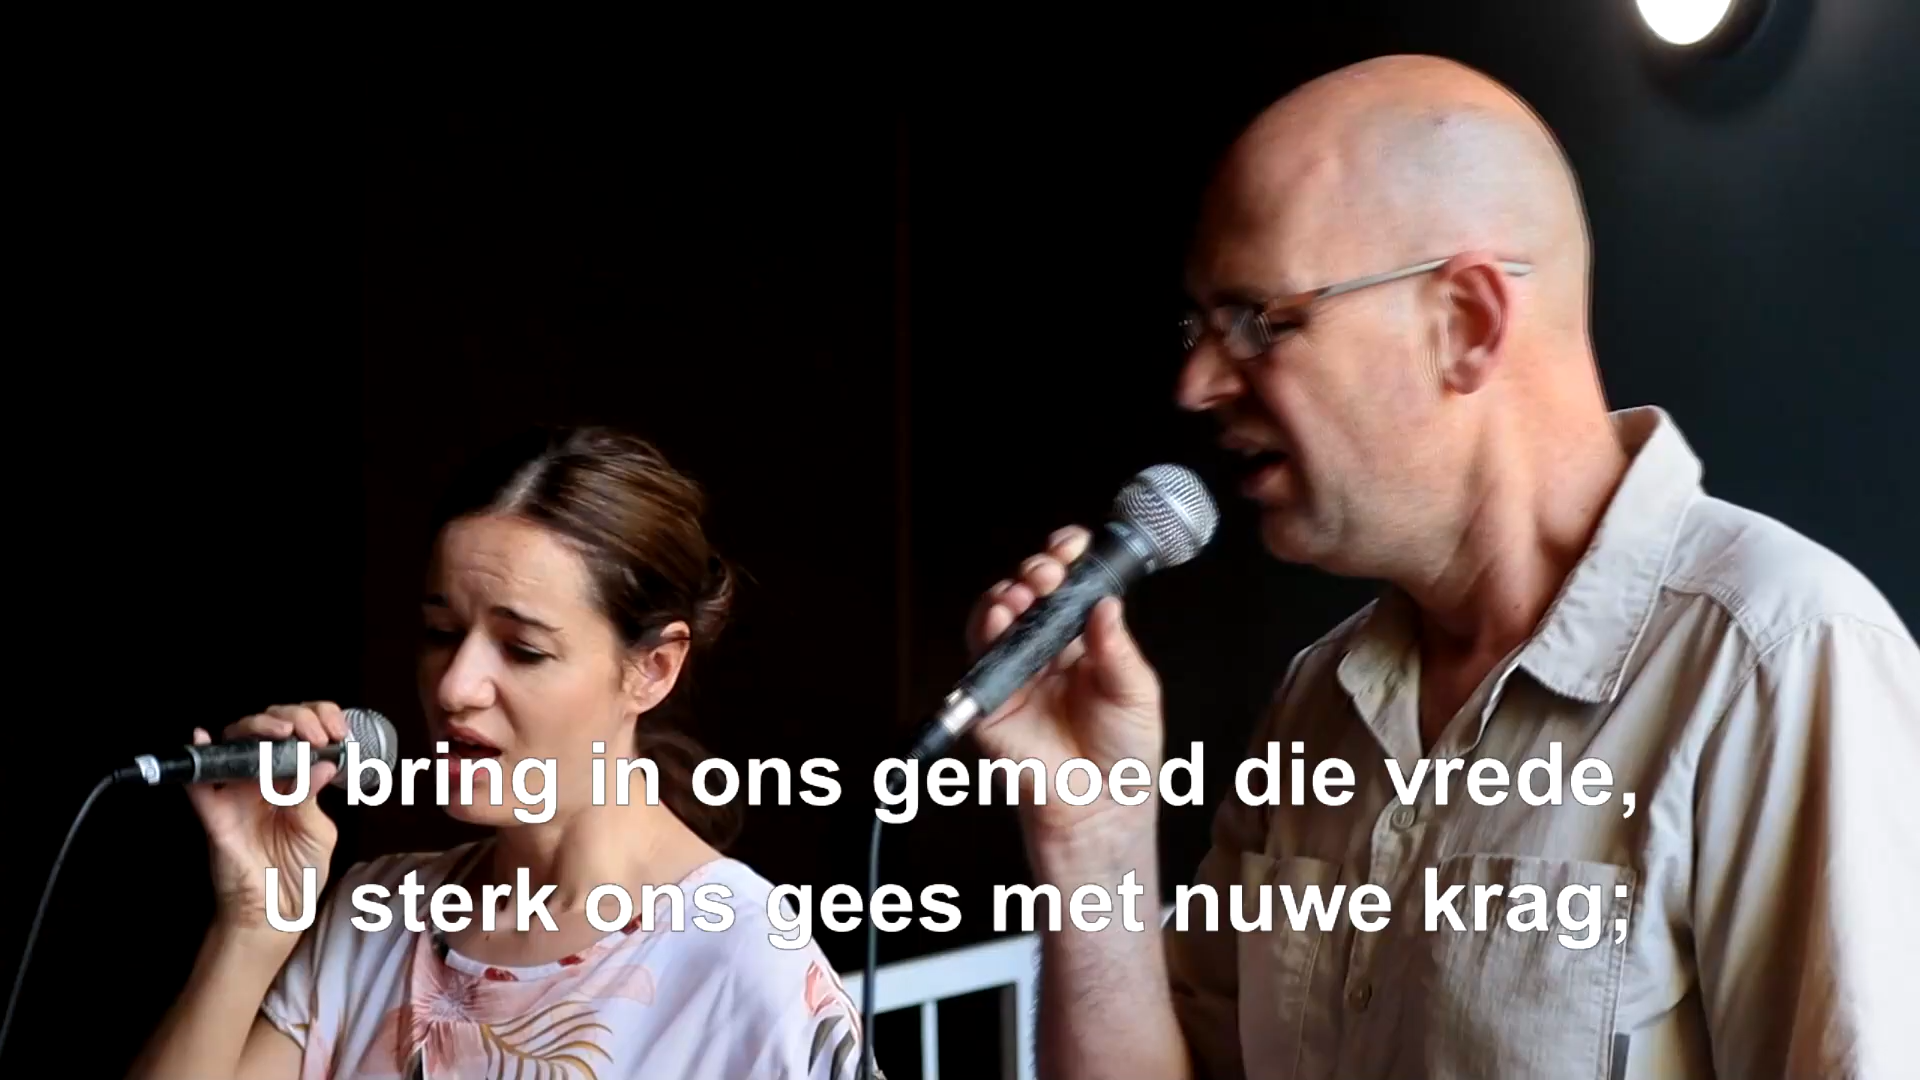 U bring in ons gemoed die vrede,
U sterk ons gees met nuwe krag;